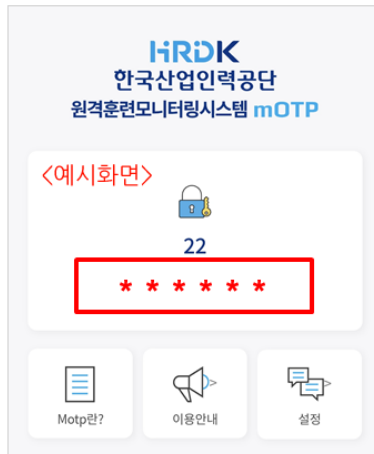 HRDK
한국산업인력공단
원격훈련모니터링시스템 mOTP
<예시화면>
22
* * * * * *
Motp란?
이용안내
설정